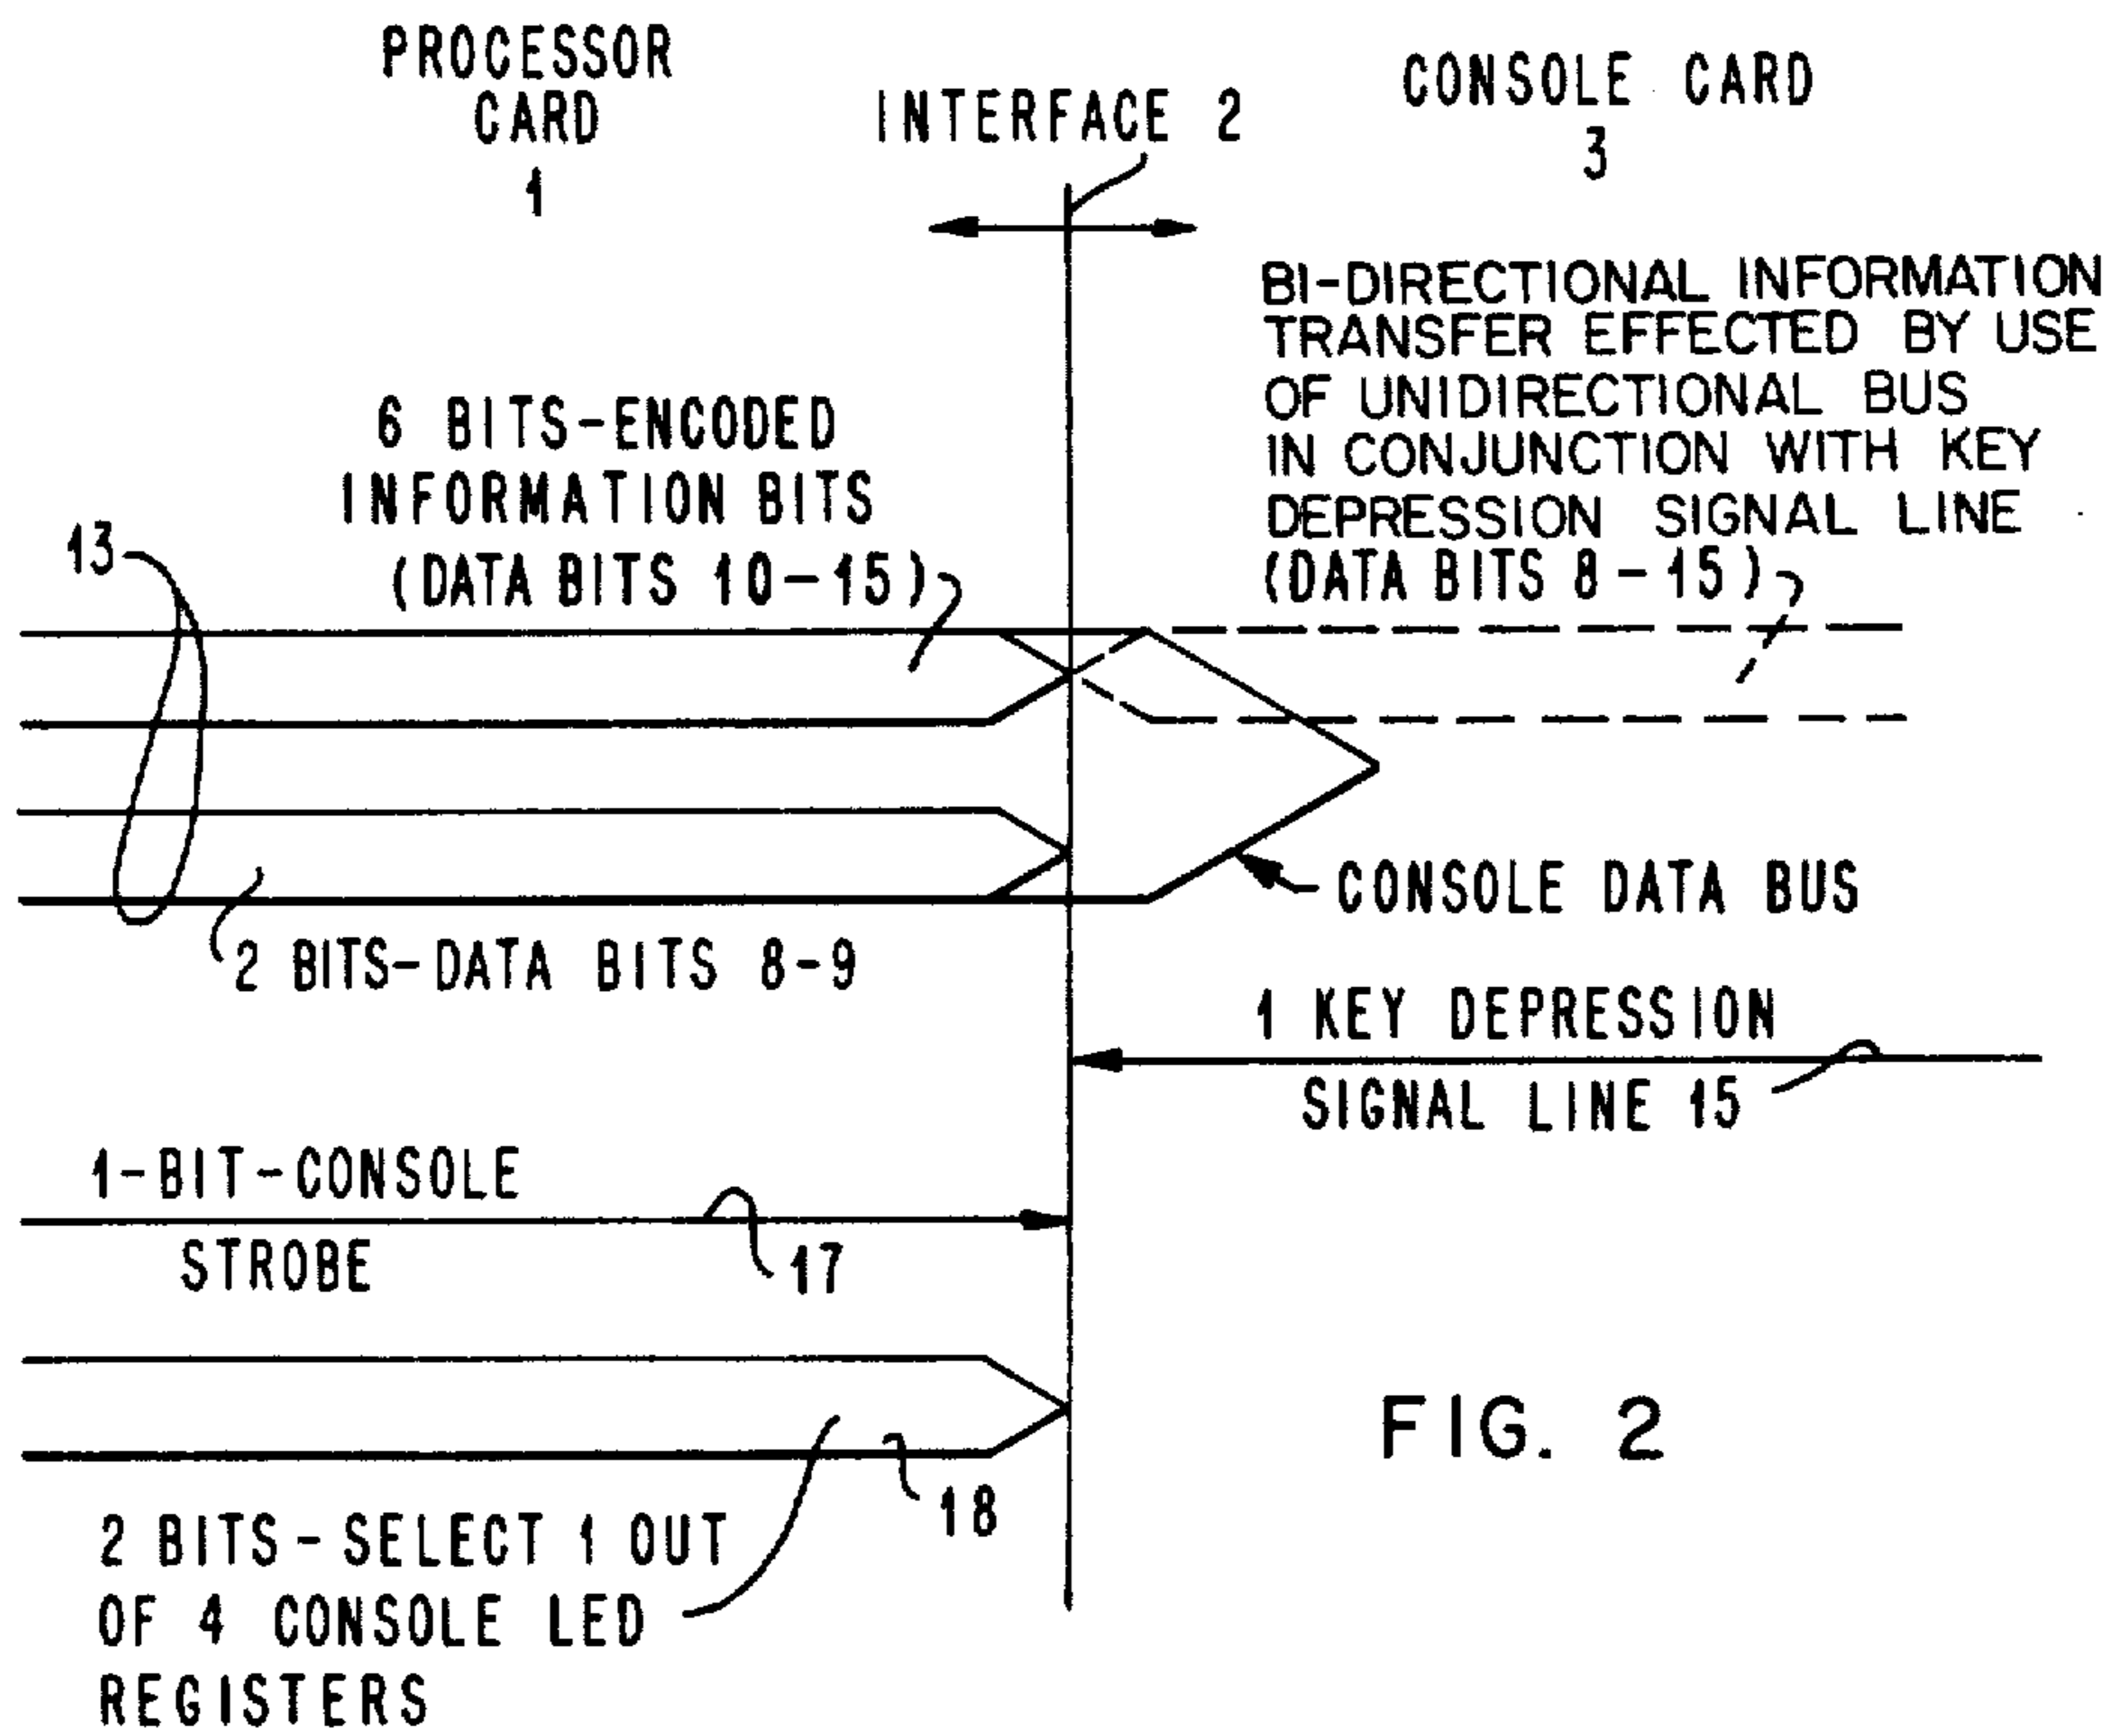 PROCESSOR
CARD
1
INTERFACE 2
CONSOLE CARD
3
BI-DIRECTIONAL INFORMATION
TRANSFER EFFECTED BY USE
OF UNIDIRECTIONAL BUS
IN CONJUNCTION WITH KEY
DEPRESSION SIGNAL LINE
(DATA BITS 8-15)
6 BITS-ENCODED
INFORMATION BITS
(DATA BITS 10-15)
13
CONSOLE DATA BUS
2 BITS-DATA BITS 8-9
1 KEY DEPRESSION
SIGNAL LINE 15
1-BIT-CONSOLE
STROBE
17
18
2 BITS-SELECT 1 OUT
OF 4 CONSOLE LED
REGISTERS
FIG. 2